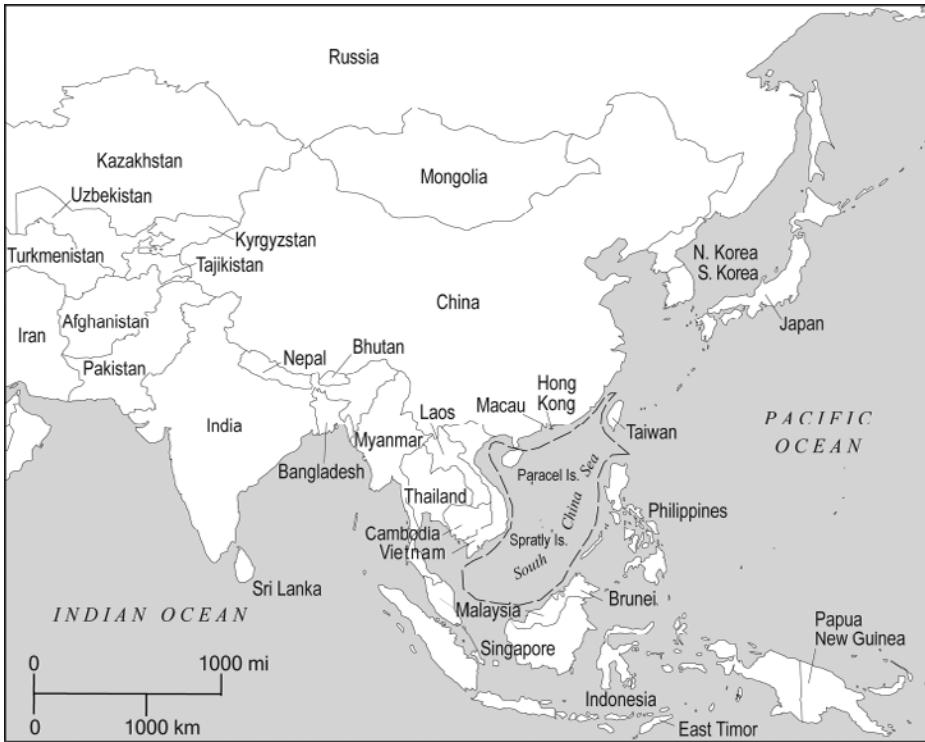 Russia
Kazakhstan
Mongolia
Uzbekistan
Kyrgyzstan
Turkmenistan
Tajikistan
N. Korea
S. Korea
China
Japan
Iran
Afghanistan
Pakistan
Nepal
Bhutan
India
Bangladesh
Myanmar
Laos
Macau
Hong
Kong
Taiwan
PACIFIC
OCEAN
Paracel Is.
South China Sea
Spratly Is.
Thailand
Cambodia
Vietnam
Philippines
Sri Lanka
INDIAN OCEAN
Malaysia
Brunei
Singapore
Papua
New Guinea
Indonesia
East Timor
0
1000 mi
0
1000 km